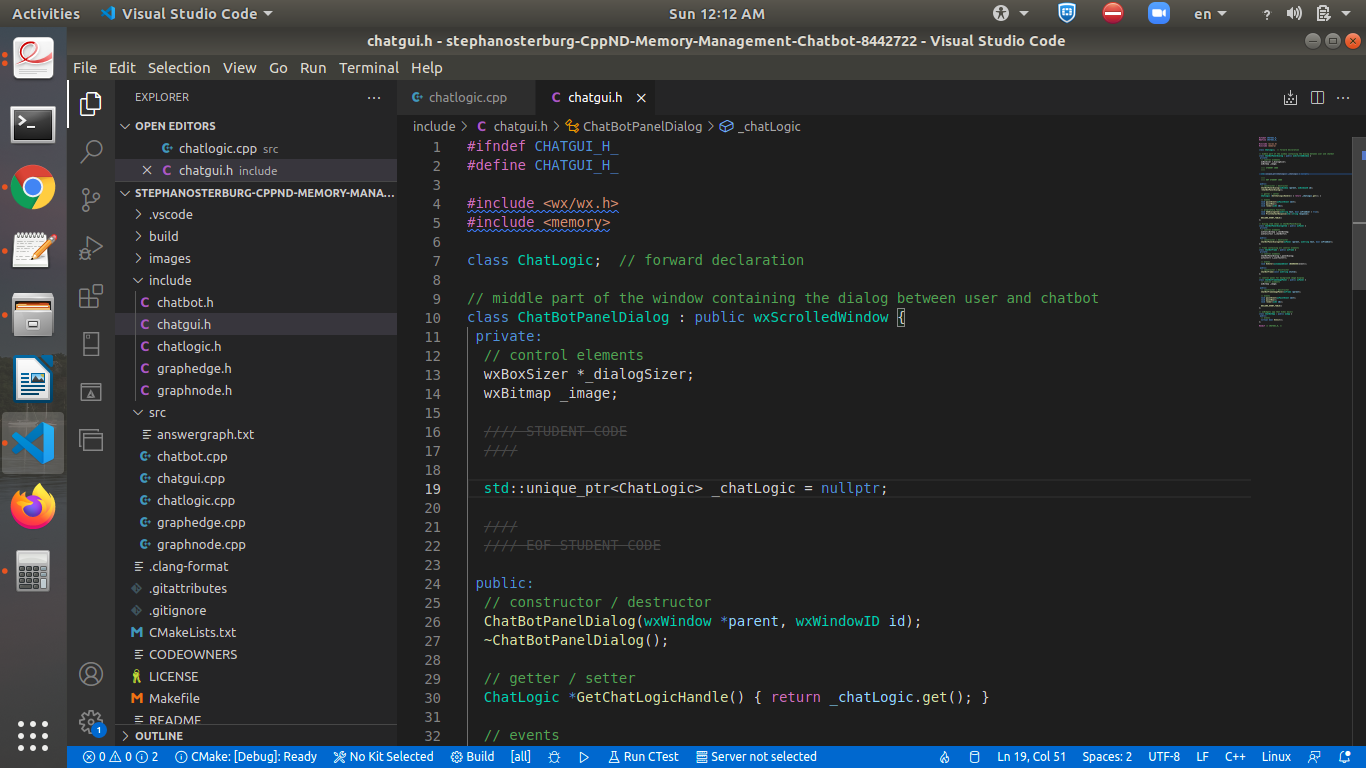 Activities
Visual Studio Code
Sun 12:12 AM
en
?
chatgui.h - stephanosterburg-CppND-Memory-Management-Chatbot-8442722 - Visual Studio Code
File Edit Selection View Go Run Terminal Help
EXPLORER
OPEN EDITORS
chatlogic.cpp src
chatgui.h include
STEPHANOSTERBURG-CPPND-MEMORY-MANA...
.vscode
build
images
include
chatbot.h
chatgui.h
chatlogic.h
graphedge.h
graphnode.h
src
answergraph.txt
chatbot.cpp
chatgui.cpp
chatlogic.cpp
graphedge.cpp
graphnode.cpp
.clang-format
.gitattributes
.gitignore
CMakeLists.txt
CODEOWNERS
LICENSE
Makefile
README
OUTLINE
1
chatlogic.cpp
chatgui.h
include > chatgui.h > ChatBotPanelDialog > _chatLogic
1 #ifndef CHATGUI_H_
2 #define CHATGUI_H_
3
4 #include <wx/wx.h>
5 #include <memory>
6
7 class ChatLogic;  // forward declaration
8
9 // middle part of the window containing the dialog between user and chatbot
10 class ChatBotPanelDialog : public wxScrolledWindow {
11 private:
12 // control elements
13 wxBoxSizer *_dialogSizer;
14 wxBitmap _image;
15
16 //// STUDENT CODE
17 ////
18
19 std::unique_ptr<ChatLogic> _chatLogic = nullptr;
20
21 ////
22 //// EOF STUDENT CODE
23
24 public:
25 // constructor / destructor
26 ChatBotPanelDialog(wxWindow *parent, wxWindowID id);
27 ~ChatBotPanelDialog();
28
29 // getter / setter
30 ChatLogic *GetChatLogicHandle() { return _chatLogic.get(); }
31
32 // events
0 0 2 CMake: [Debug]: Ready No Kit Selected Build [all] Run CTest Server not selected Ln 19, Col 51 Spaces: 2 UTF-8 LF C++ Linux